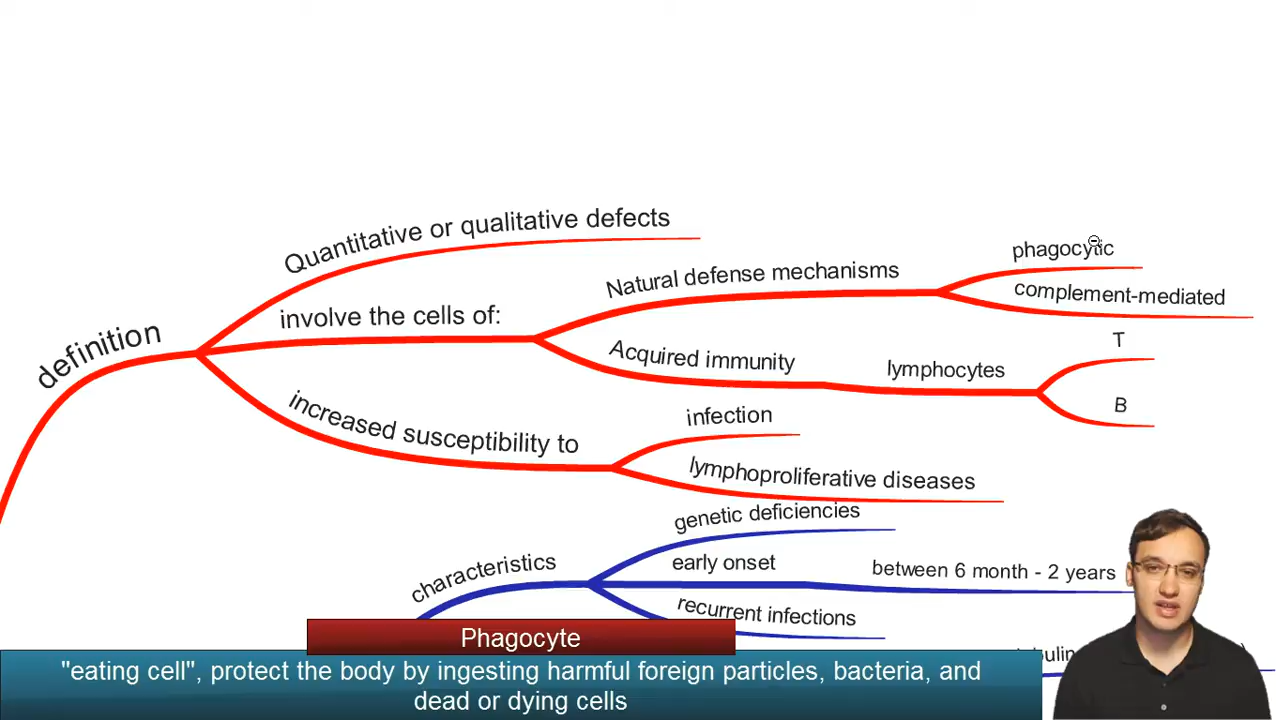 definition
Quantitative or qualitative defects
involve the cells of:
Natural defense mechanisms
phagocytic
complement-mediated
Acquired immunity
lymphocytes
T
B
increased susceptibility to
infection
lymphoproliferative diseases
characteristics
genetic deficiencies
early onset
between 6 month - 2 years
recurrent infections
Phagocyte
"eating cell", protect the body by ingesting harmful foreign particles, bacteria, and
dead or dying cells